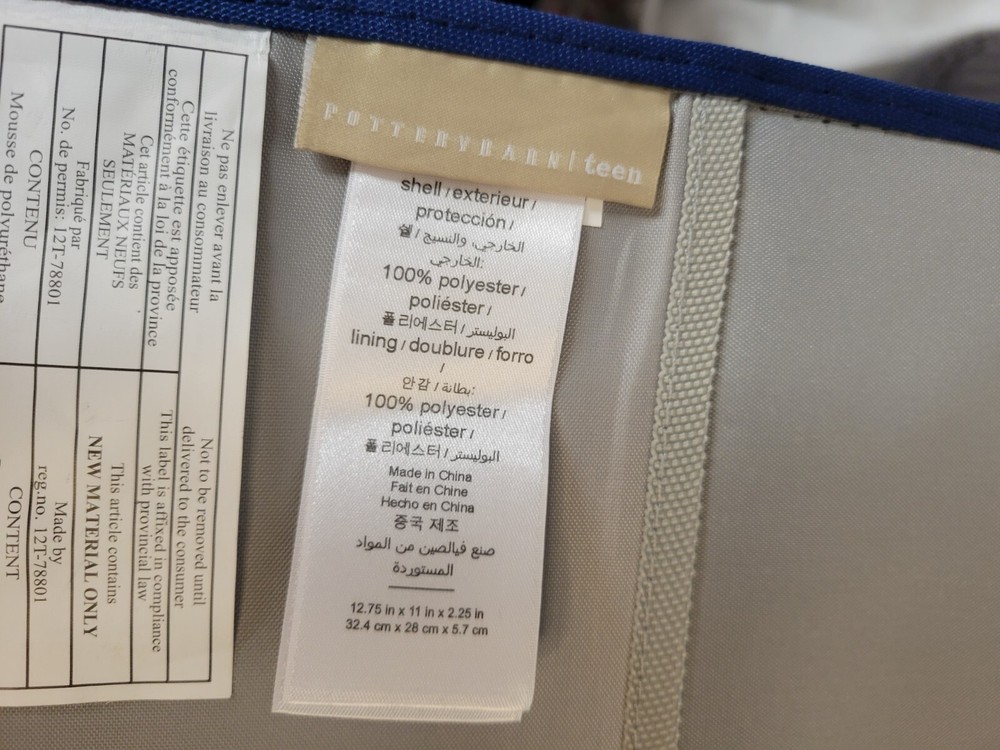 POTTERYBARN|teen
shell / exterieur /
protección /
쉘 / الخارجي، والنسيج
الخارجي:
100% polyester /
poliéster /
폴리에스터 / البوليستر
lining / doublure / forro
/
안감 / بطانة:
100% polyester /
poliéster /
폴리에스터 / البوليستر
Made in China
Fait en Chine
Hecho en China
중국 제조
صنع فيالصين من المواد
المستوردة
12.75 in x 11 in x 2.25 in
32.4 cm x 28 cm x 5.7 cm
Ne pas enlever avant la
livraison au consommateur
Cette étiquette est apposée
conformément à la loi de la province
Cet article contient des
MATÉRIAUX NEUFS
SEULEMENT
Fabriqué par
No. de permis: 12T-78801
CONTENU
Mousse de polyuréthane
Not to be removed until
delivered to the consumer
This label is affixed in compliance
with provincial law
This article contains
NEW MATERIAL ONLY
Made by
reg.no. 12T-78801
CONTENT